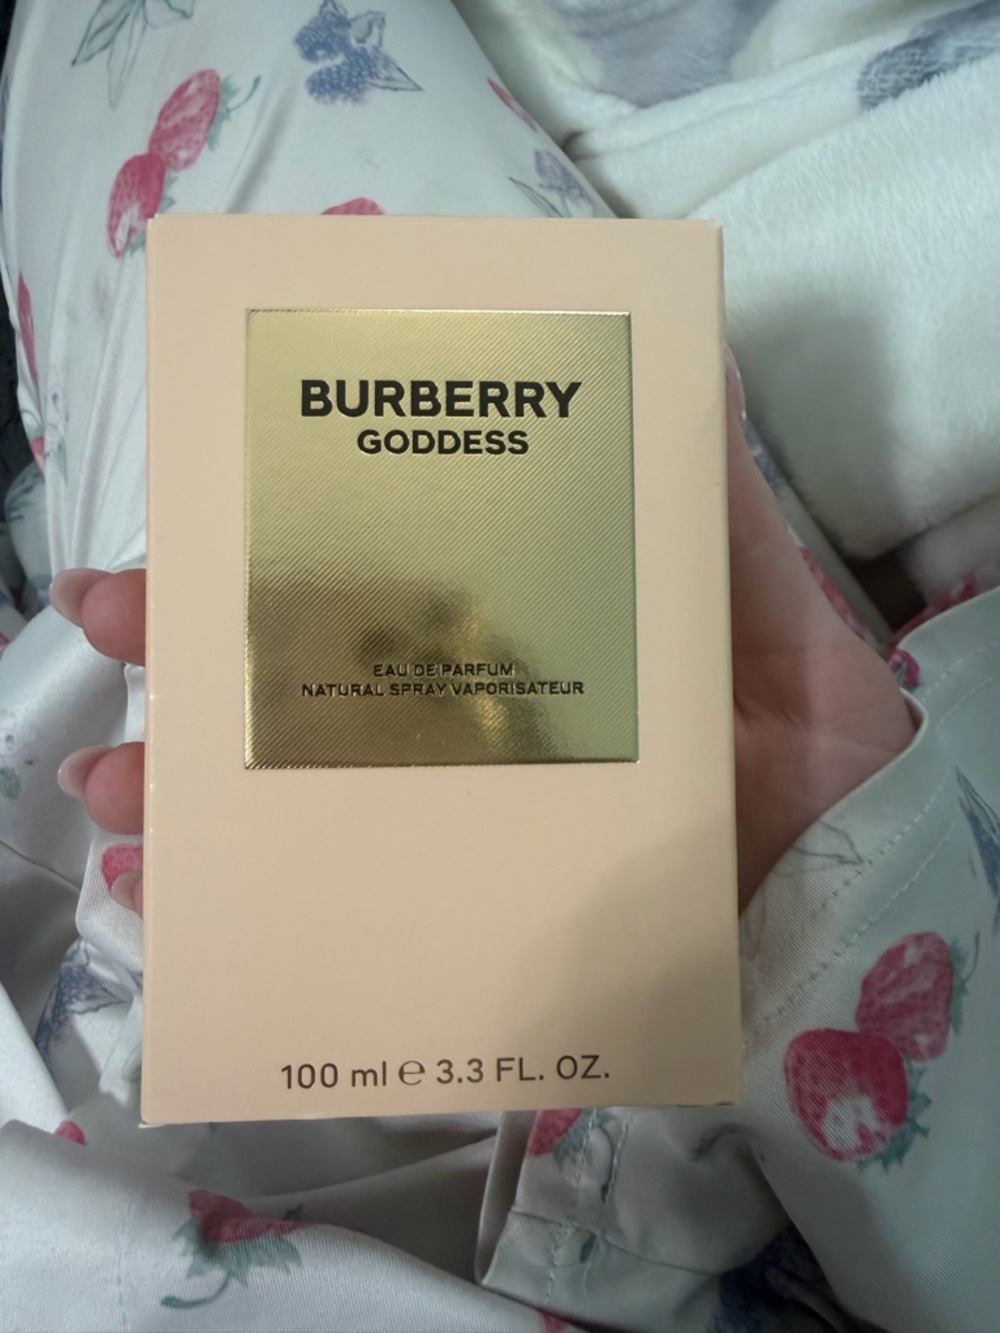 BURBERRY
GODDESS
EAU DE PARFUM
NATURAL SPRAY VAPORISATEUR
100 ml ℮ 3.3 FL. OZ.